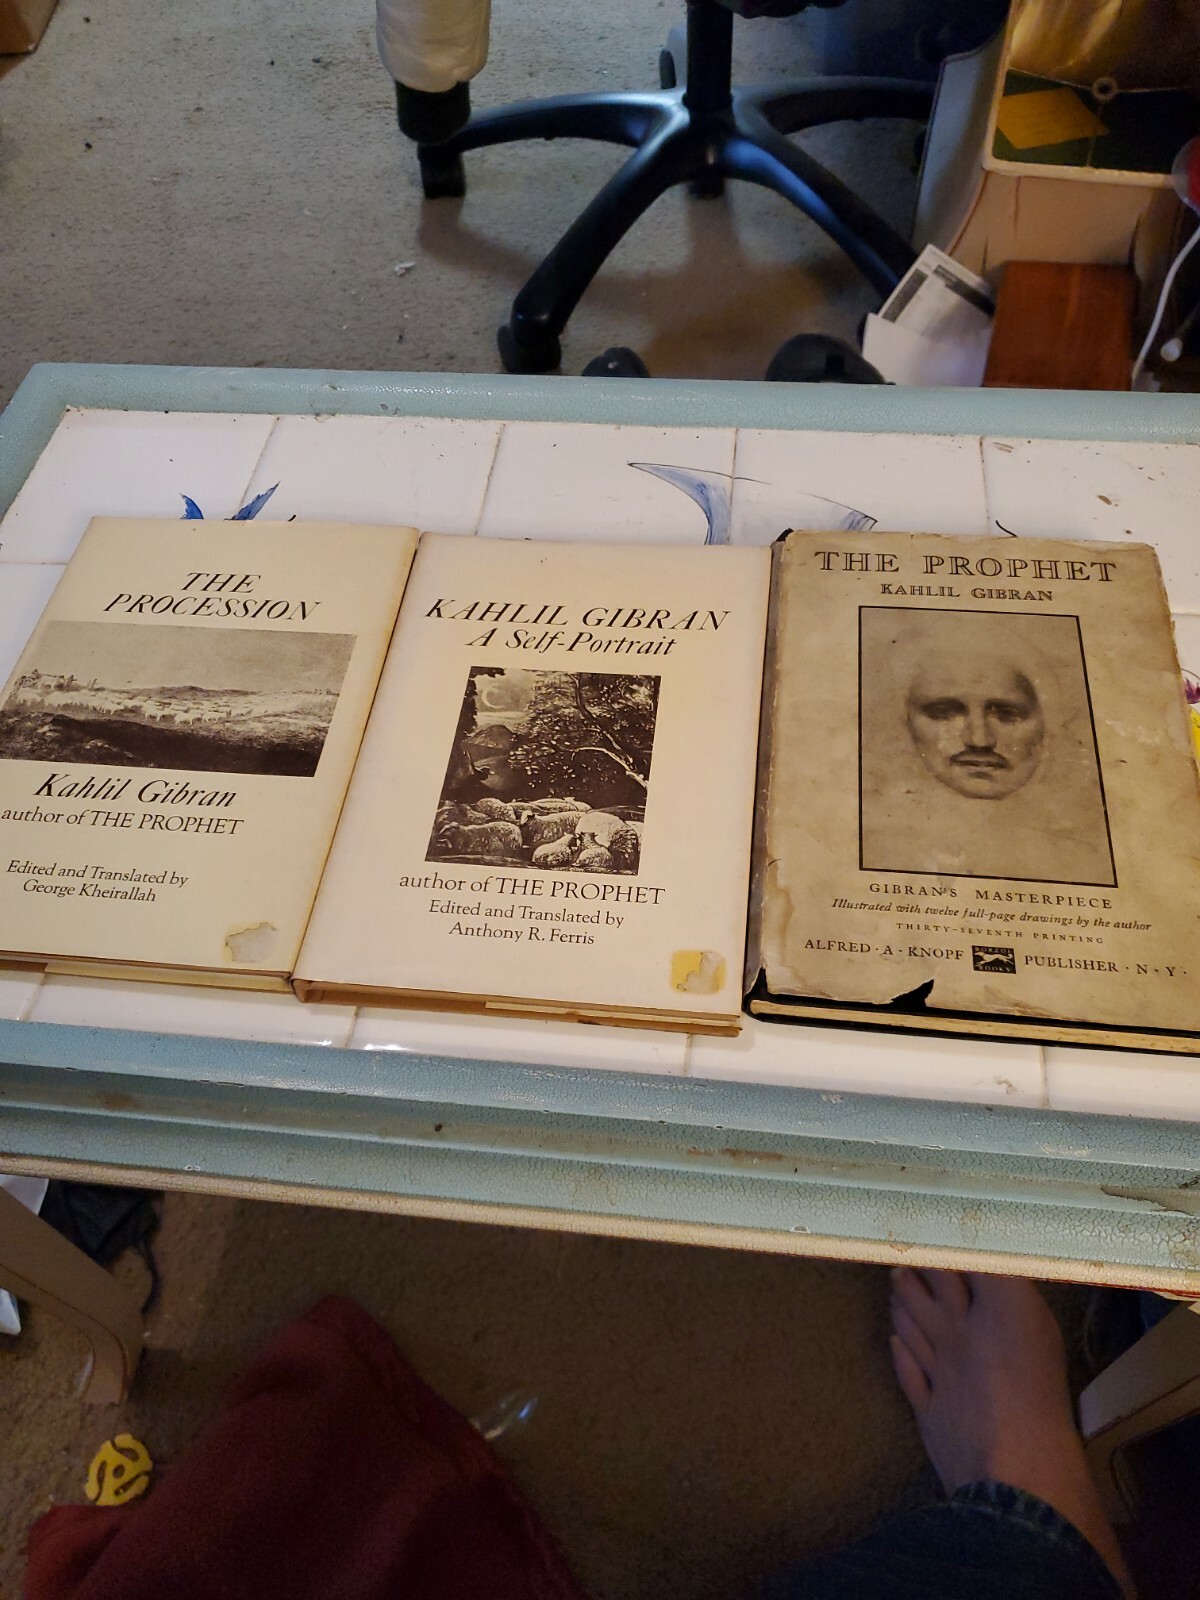 THE
PROCESSION
Kahlil Gibran
author of THE PROPHET
Edited and Translated by
George Kheirallah
KAHLIL GIBRAN
A Self-Portrait
author of THE PROPHET
Edited and Translated by
Anthony R. Ferris
THE PROPHET
KAHLIL GIBRAN
GIBRAN'S MASTERPIECE
Illustrated with twelve full-page drawings by the author
THIRTY-SEVENTH PRINTING
ALFRED · A · KNOPF
BORZOI
BOOKS
PUBLISHER · N · Y ·